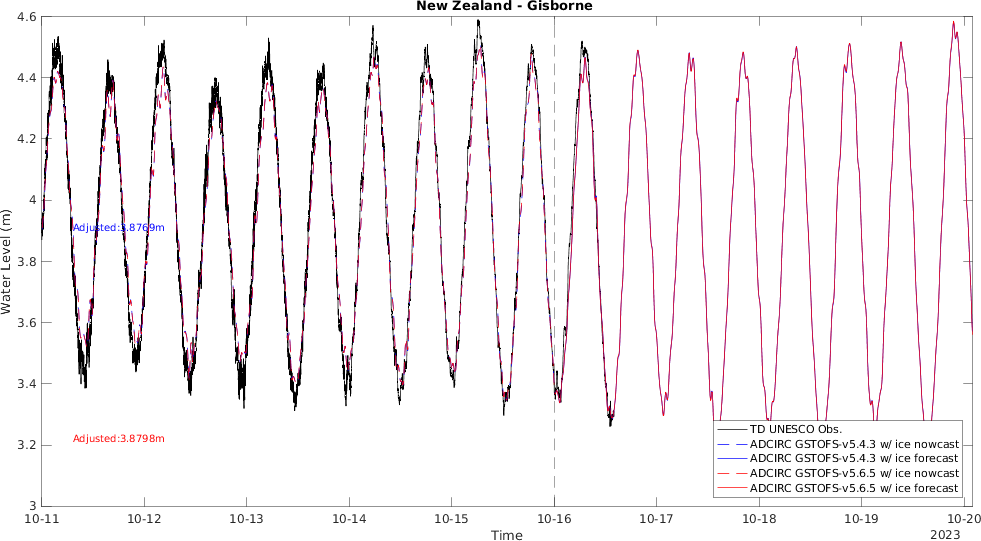 New Zealand - Gisborne
4.6
4.4
4.2
4
3.8
3.6
3.4
3.2
3
Water Level (m)
Adjusted:3.8769m
Adjusted:3.8798m
TD UNESCO Obs.
ADCIRC GSTOFS-v5.4.3 w/ ice nowcast
ADCIRC GSTOFS-v5.4.3 w/ ice forecast
ADCIRC GSTOFS-v5.6.5 w/ ice nowcast
ADCIRC GSTOFS-v5.6.5 w/ ice forecast
10-11 10-12 10-13 10-14 10-15 10-16 10-17 10-18 10-19 10-20
Time
2023